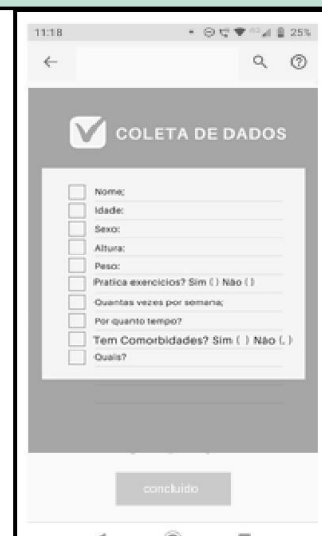 11:18
25%
COLETA DE DADOS
Nome;
Idade:
Sexo:
Altura:
Peso:
Pratica exercicios? Sim ( ) Não ( )
Quantas vezes por semana;
Por quanto tempo?
Tem Comorbidades? Sim ( ) Não (. )
Quais?
concluido